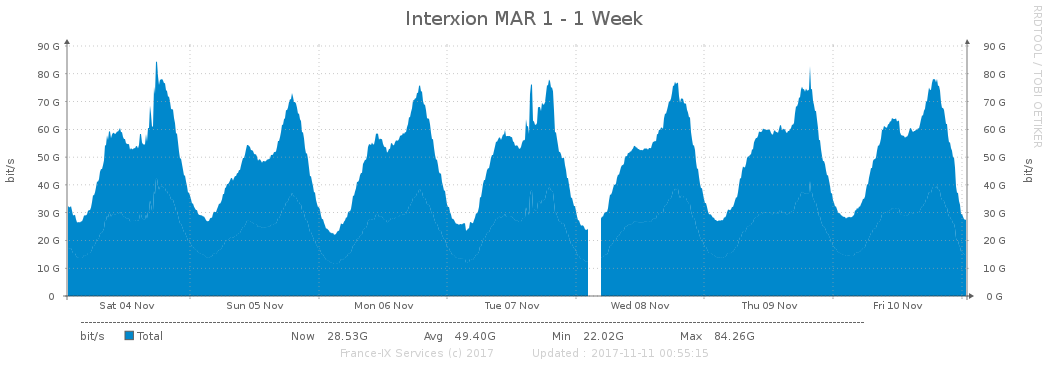 Interxion MAR 1 - 1 Week
RRDTOOL / TOBI OETIKER
bit/s
90 G 90 G
80 G 80 G
70 G 70 G
60 G 60 G
50 G 50 G
40 G 40 G
30 G 30 G
20 G 20 G
10 G 10 G
0 0 G
bit/s
Sat 04 Nov Sun 05 Nov Mon 06 Nov Tue 07 Nov Wed 08 Nov Thu 09 Nov Fri 10 Nov
bit/s Total Now 28.53G Avg 49.40G Min 22.02G Max 84.26G
France-IX Services (c) 2017 Updated : 2017-11-11 00:55:15